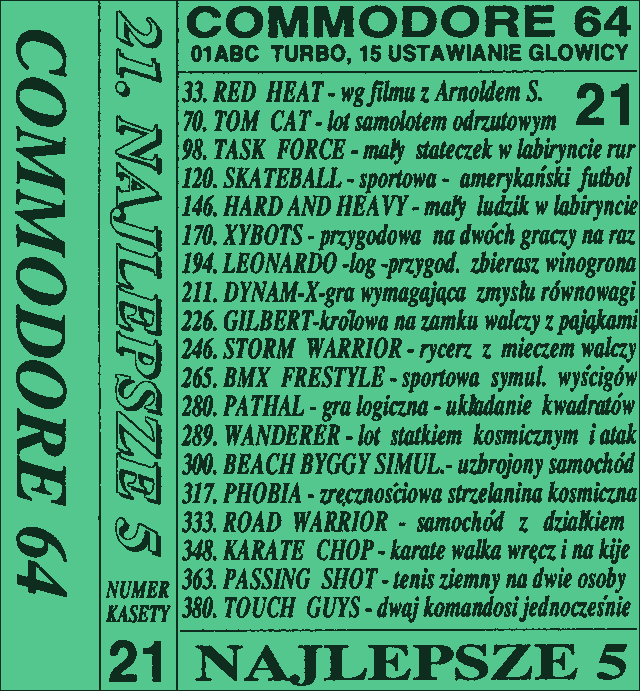 COMMODORE 64
21. NAJLEPSZE 5
NUMER
KASETY
21
COMMODORE 64
01ABC TURBO, 15 USTAWIANIE GLOWICY
21
33. RED HEAT - wg filmu z Arnoldem S.
70. TOM CAT - lot samolotem odrzutowym
98. TASK FORCE - mały stateczek w labiryncie rur
120. SKATEBALL - sportowa - amerykański futbol
146. HARD AND HEAVY - mały ludzik w labiryncie
170. XYBOTS - przygodowa na dwóch graczy na raz
194. LEONARDO -log -przygod. zbierasz winogrona
211. DYNAM-X-gra wymagająca zmysłu równowagi
226. GILBERT-królowa na zamku walczy z pająkami
246. STORM WARRIOR - rycerz z mieczem walczy
265. BMX FRESTYLE - sportowa symul. wyścigów
280. PATHAL - gra logiczna - układanie kwadratów
289. WANDERER - lot statkiem kosmicznym i atak
300. BEACH BYGGY SIMUL.- uzbrojony samochód
317. PHOBIA - zręcznościowa strzelanina kosmiczna
333. ROAD WARRIOR - samochód z działkiem
348. KARATE CHOP - karate walka wręcz i na kije
363. PASSING SHOT - tenis ziemny na dwie osoby
380. TOUCH GUYS - dwaj komandosi jednocześnie
NAJLEPSZE 5